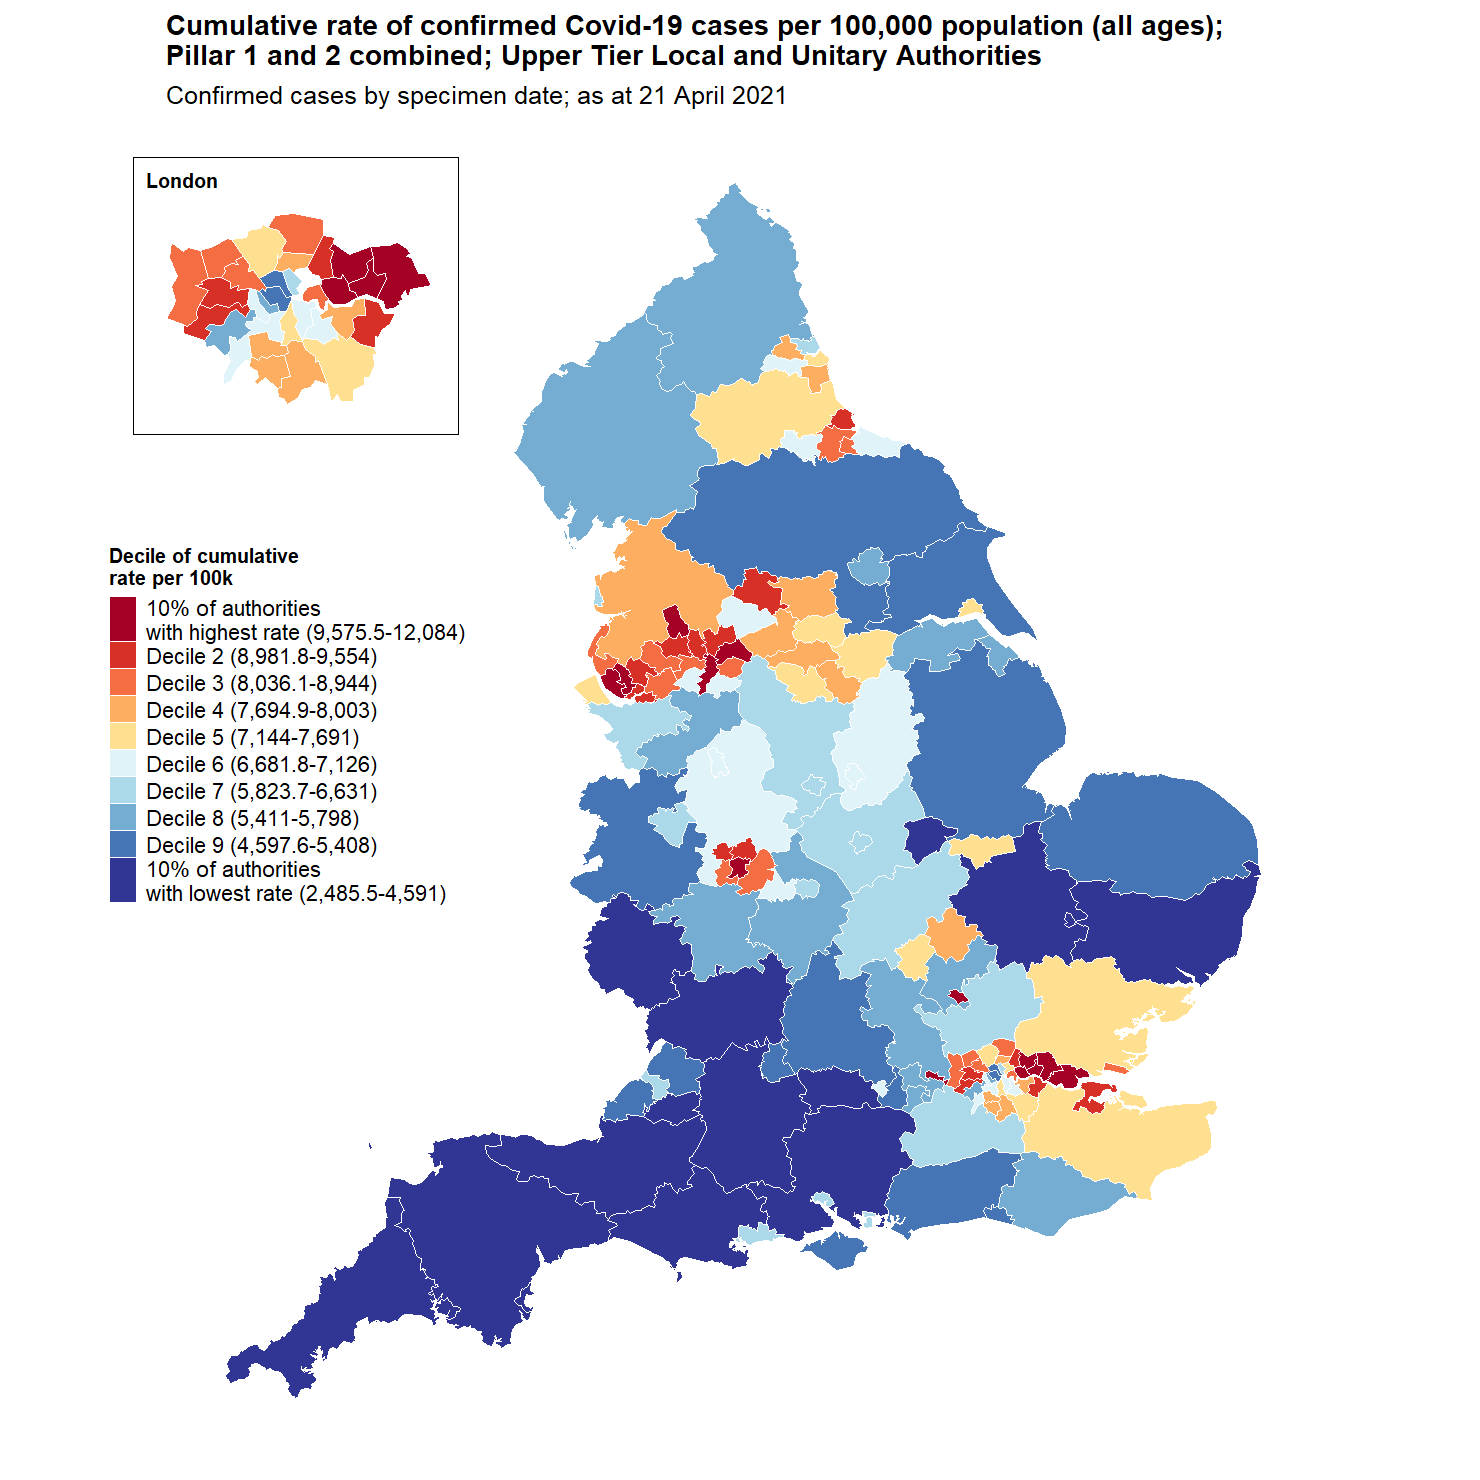 Cumulative rate of confirmed Covid-19 cases per 100,000 population (all ages);
Pillar 1 and 2 combined; Upper Tier Local and Unitary Authorities
Confirmed cases by specimen date; as at 21 April 2021
London
Decile of cumulative
rate per 100k
10% of authorities
with highest rate (9,575.5-12,084)
Decile 2 (8,981.8-9,554)
Decile 3 (8,036.1-8,944)
Decile 4 (7,694.9-8,003)
Decile 5 (7,144-7,691)
Decile 6 (6,681.8-7,126)
Decile 7 (5,823.7-6,631)
Decile 8 (5,411-5,798)
Decile 9 (4,597.6-5,408)
10% of authorities
with lowest rate (2,485.5-4,591)